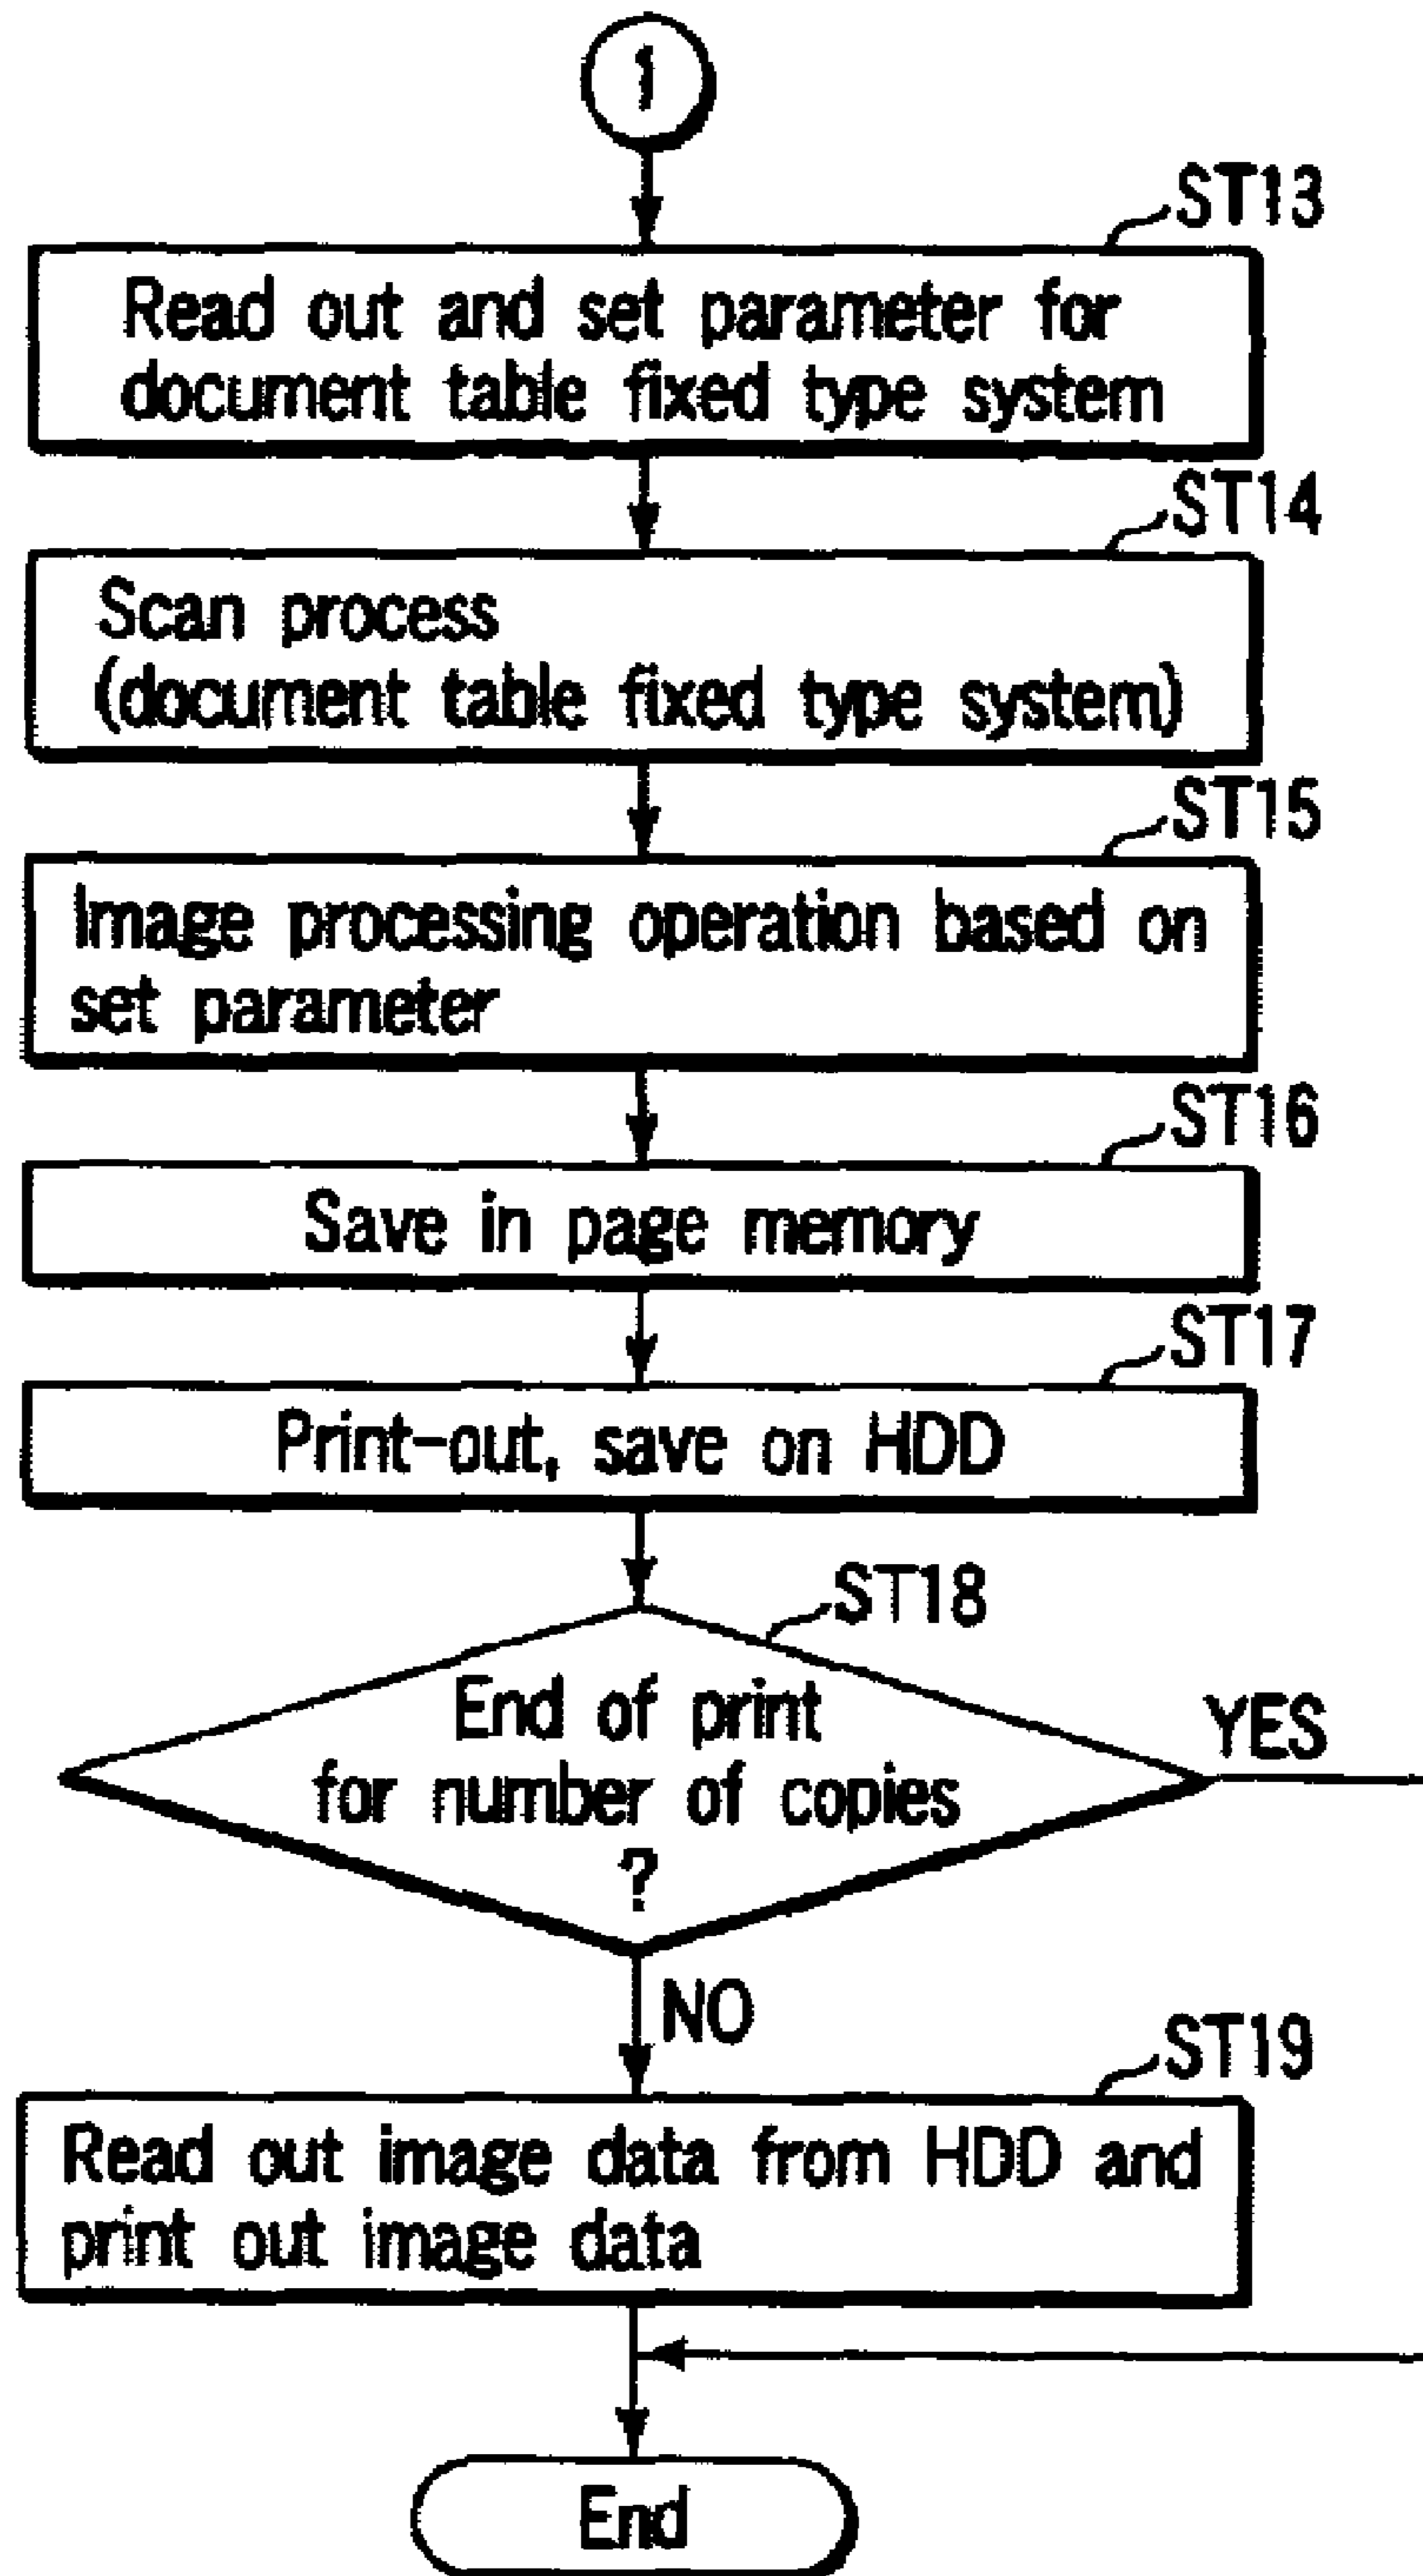 1
ST13
Read out and set parameter for
document table fixed type system
ST14
Scan process
(document table fixed type system)
ST15
Image processing operation based on
set parameter
ST16
Save in page memory
ST17
Print-out, save on HDD
ST18
End of print
for number of copies
?
YES
NO
ST19
Read out image data from HDD and
print out image data
End